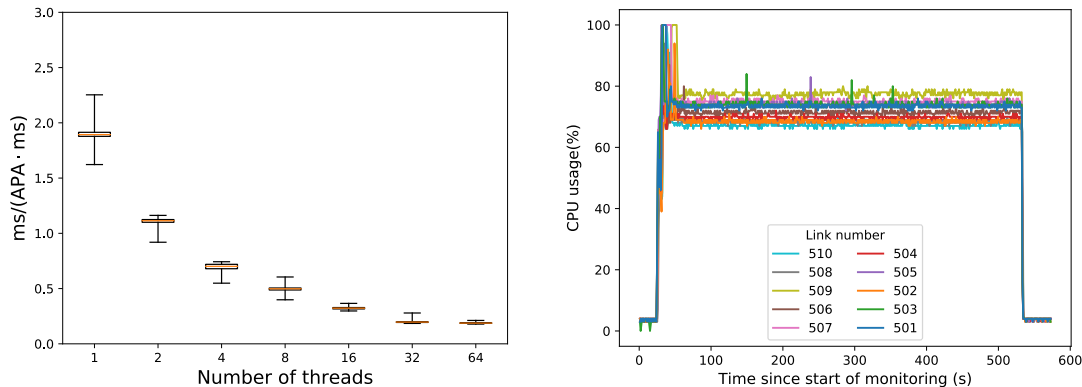 3.0
2.5
2.0
1.5
1.0
0.5
0.0
ms/(APA · ms)
1 2 4 8 16 32 64
Number of threads
100
80
60
40
20
0
CPU usage(%)
Link number
510 504
508 505
509 502
506 503
507 501
0 100 200 300 400 500 600
Time since start of monitoring (s)